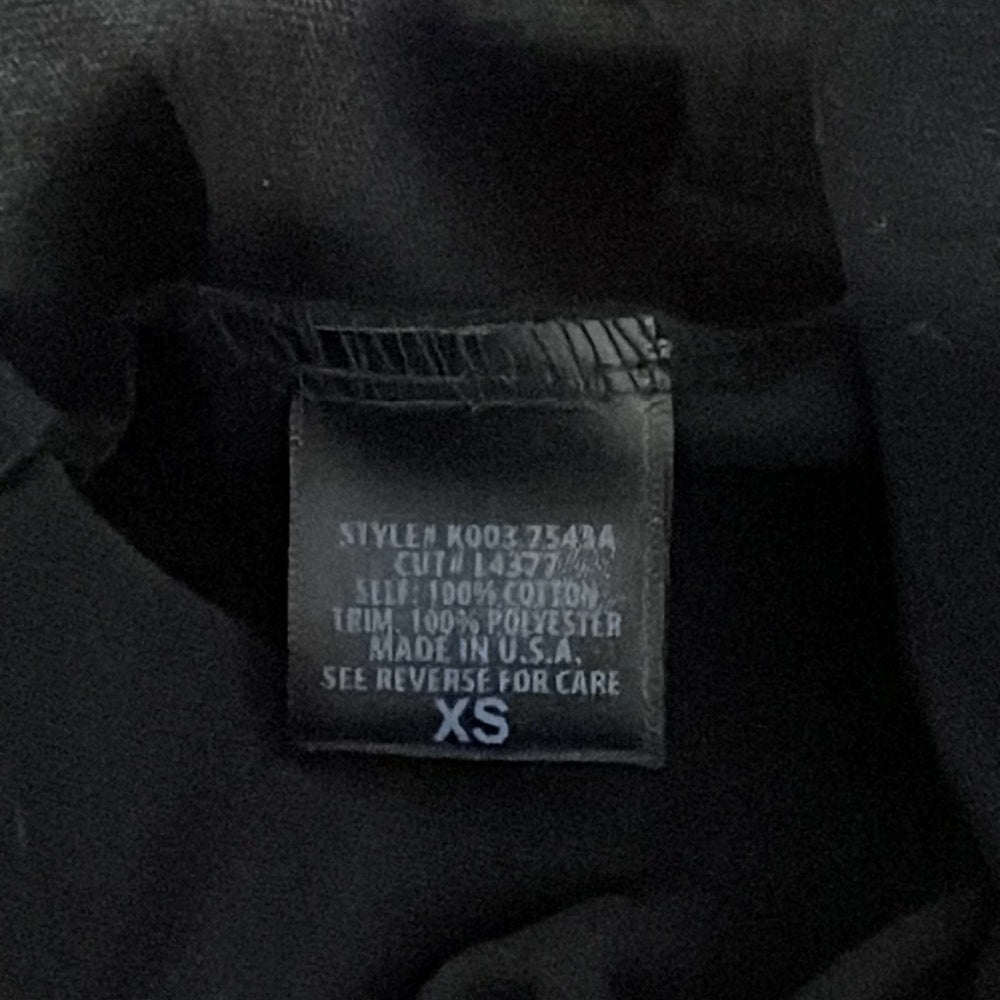 STYLE# K003 7543A
CUT# L4377
SELF: 100% COTTON
TRIM, 100% POLYESTER
MADE IN U.S.A.
SEE REVERSE FOR CARE
XS